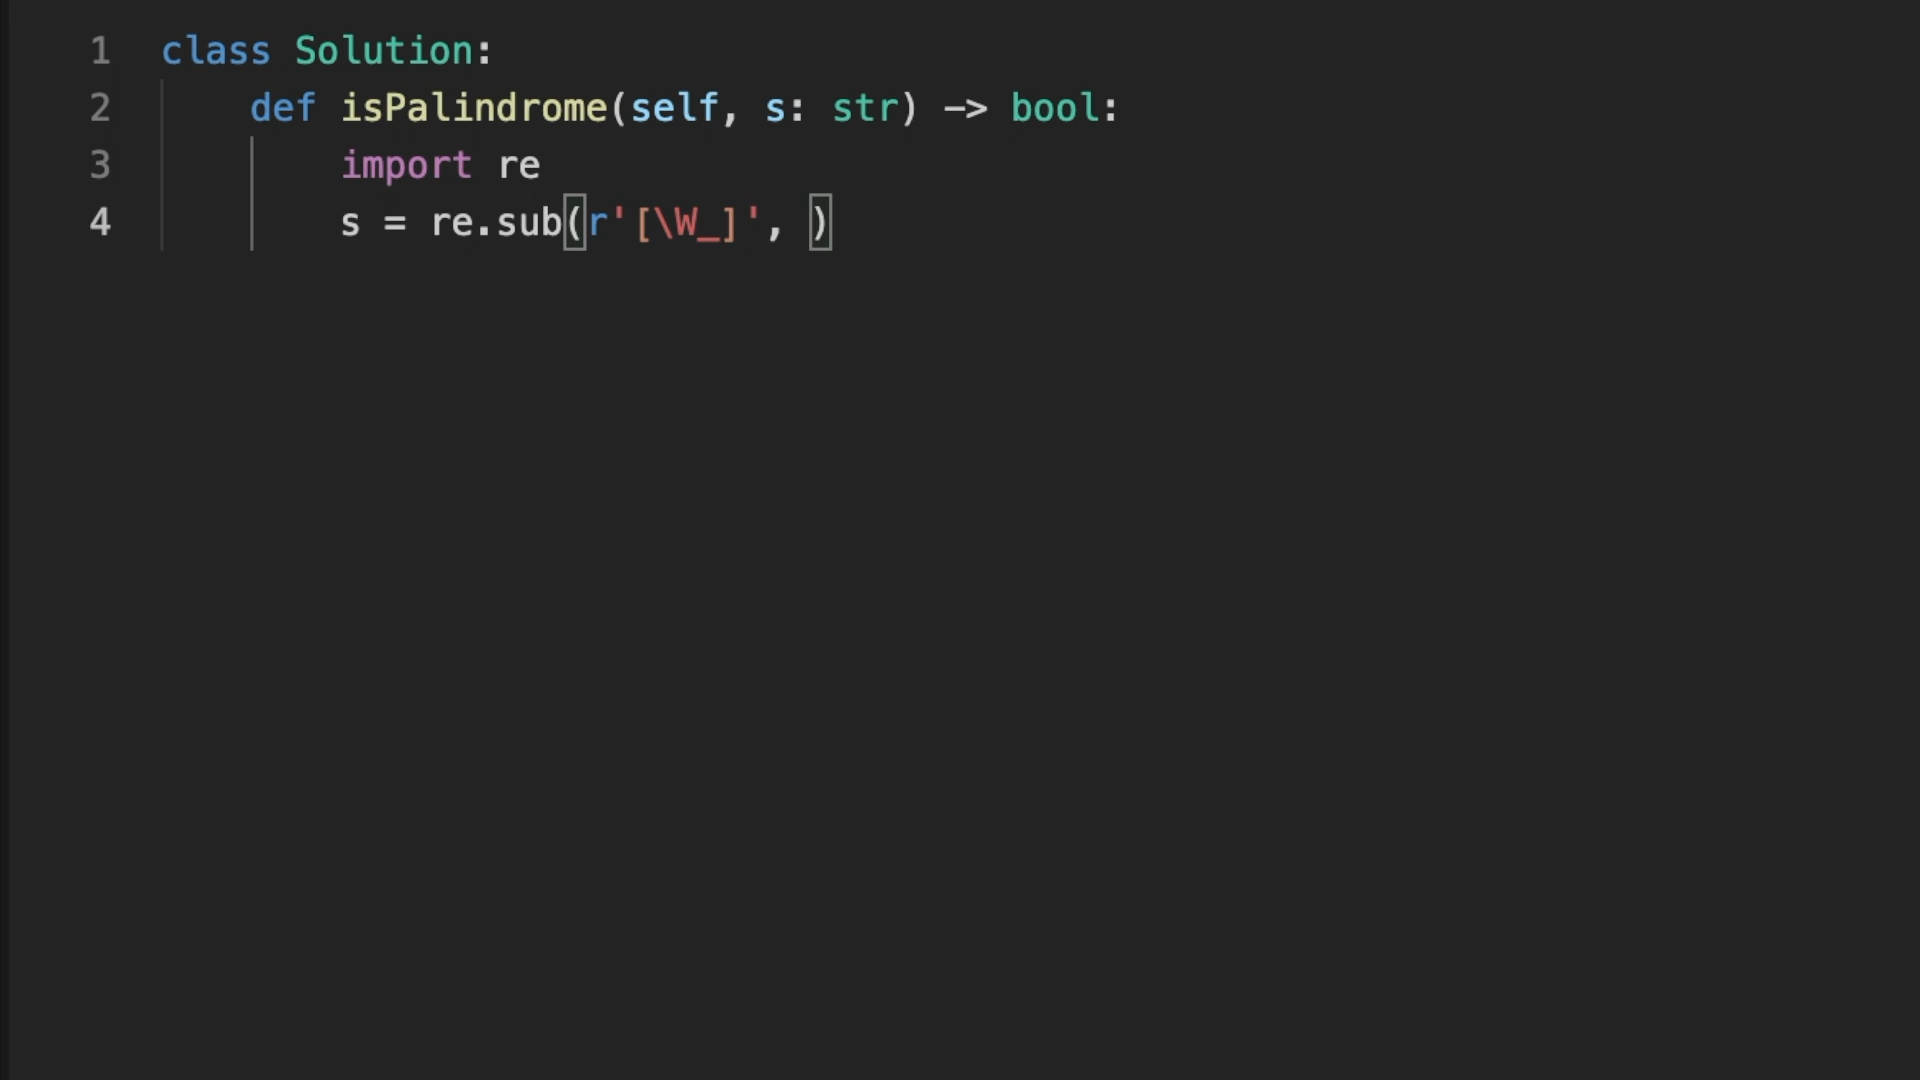 1 class Solution:
2 def isPalindrome(self, s: str) -> bool:
3 import re
4 s = re.sub(r'[\W_]', )